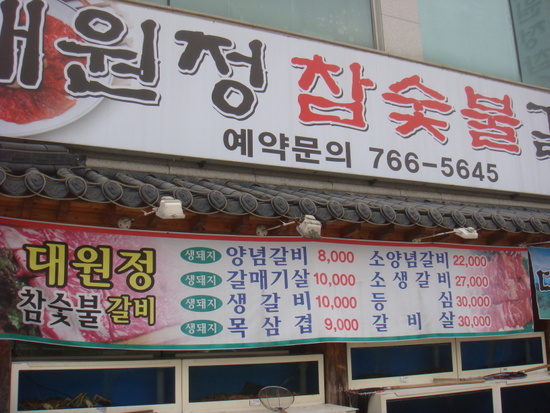 대원정 참숯불
예약문의 766-5645
대원정
참숯불갈비
생돼지 양념갈비 8,000 소양념갈비 22,000
생돼지 갈매기살 10,000 소생갈비 27,000
생돼지 생갈비 10,000 등심 30,000
생돼지 목삼겹 9,000 갈비살 30,000